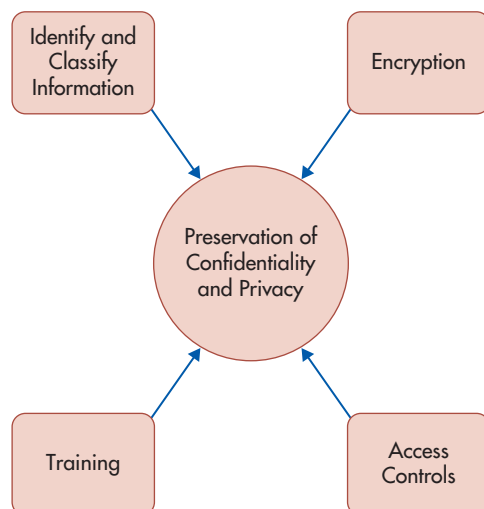 Identify and
Classify
Information
Encryption
Preservation of
Confidentiality
and Privacy
Training
Access
Controls